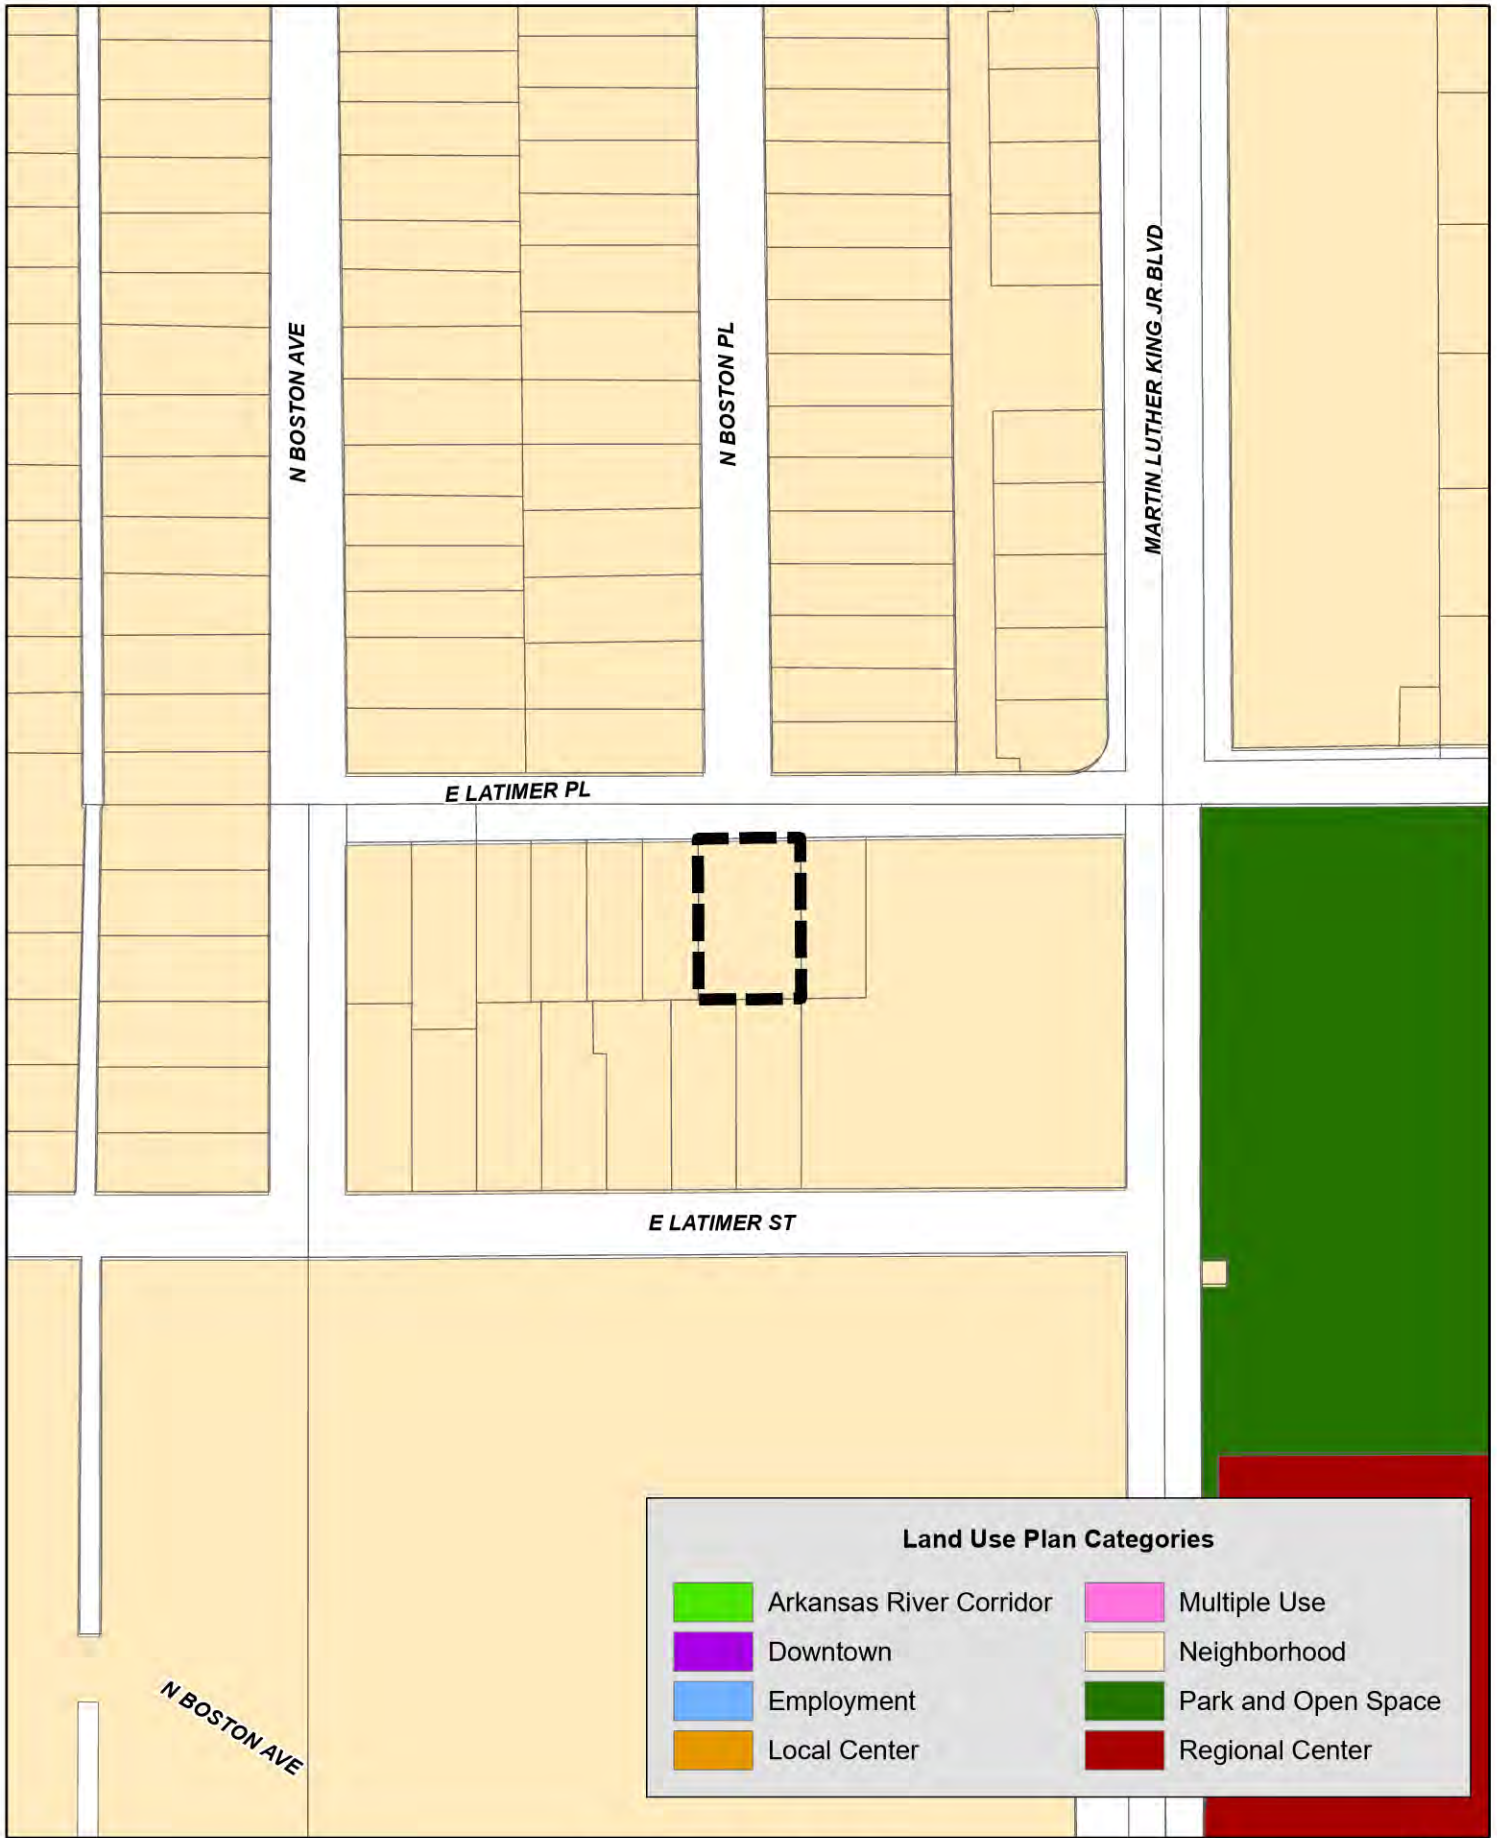 MARTIN LUTHER KING JR BLVD
N BOSTON AVE
N BOSTON PL
E LATIMER PL
E LATIMER ST
Land Use Plan Categories
Arkansas River Corridor
Downtown
Employment
Local Center
Multiple Use
Neighborhood
Park and Open Space
Regional Center
N BOSTON AVE